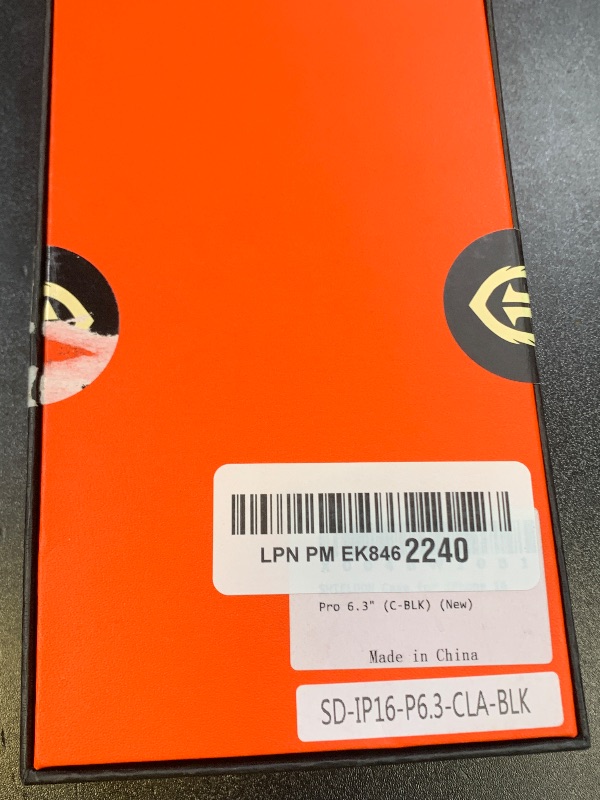 LPN PM EK846 2240
Pro 6.3" (C-BLK) (New)
Made in China
SD-IP16-P6.3-CLA-BLK